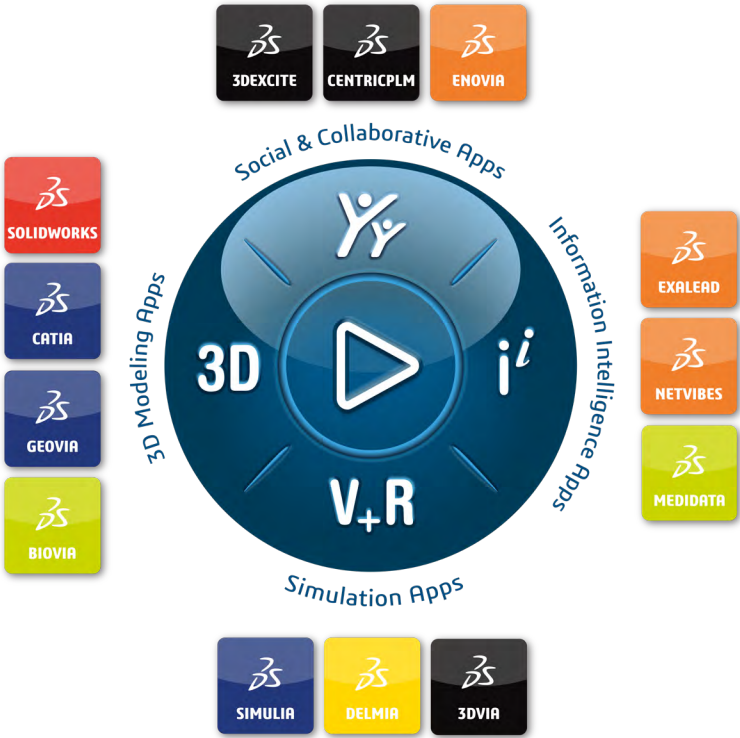 3DEXCITE
CENTRICPLM
ENOVIA
Social & Collaborative Apps
SOLIDWORKS
CATIA
GEOVIA
BIOVIA
3D Modeling Apps
3D
i i
V+R
Information Intelligence Apps
EXALEAD
NETVIBES
MEDIDATA
Simulation Apps
SIMULIA
DELMIA
3DVIA